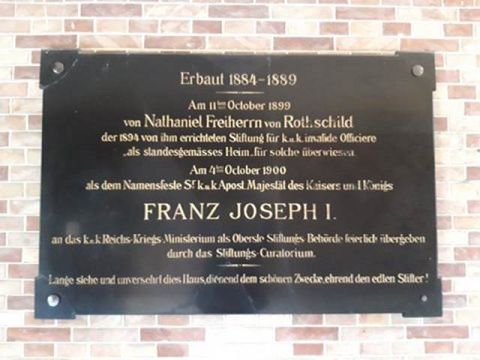 Erbaut 1884-1889
Am 11ten October 1899
von Nathaniel Freiherrn von Rothschild
der 1894 von ihm errichteten Stiftung für k.u.k. invalide Officiere
„als standesgemässes Heim„ für solche überwiesen.
Am 4ten October 1900
als dem Namensfeste Sr k.u.k. Apost. Majestät des Kaisers und Königs
FRANZ JOSEPH I.
an das k.u.k. Reichs-Kriegs-Ministerium als Oberste Stiftungs-Behörde feierlich übergeben
durch das Stiftungs-Curatorium.
Lange stehe und unversehrt dies Haus, dienend dem schönen Zwecke, ehrend den edlen Stifter!